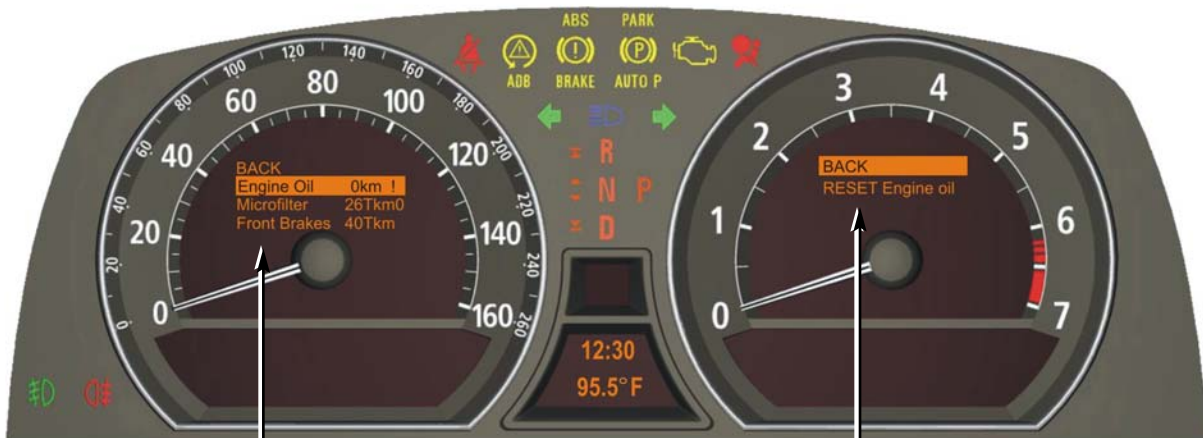 ABS PARK
ADB BRAKE AUTO P
BACK
Engine Oil 0km !
Microfilter 26Tkm0
Front Brakes 40Tkm
0 20 40 60 80 100 120 140 160
0 20 40 60 80 100 120 140 160 180 200 220 240 260
P
R
N P
D
12:30
95.5°F
BACK
RESET Engine oil
0 1 2 3 4 5 6 7